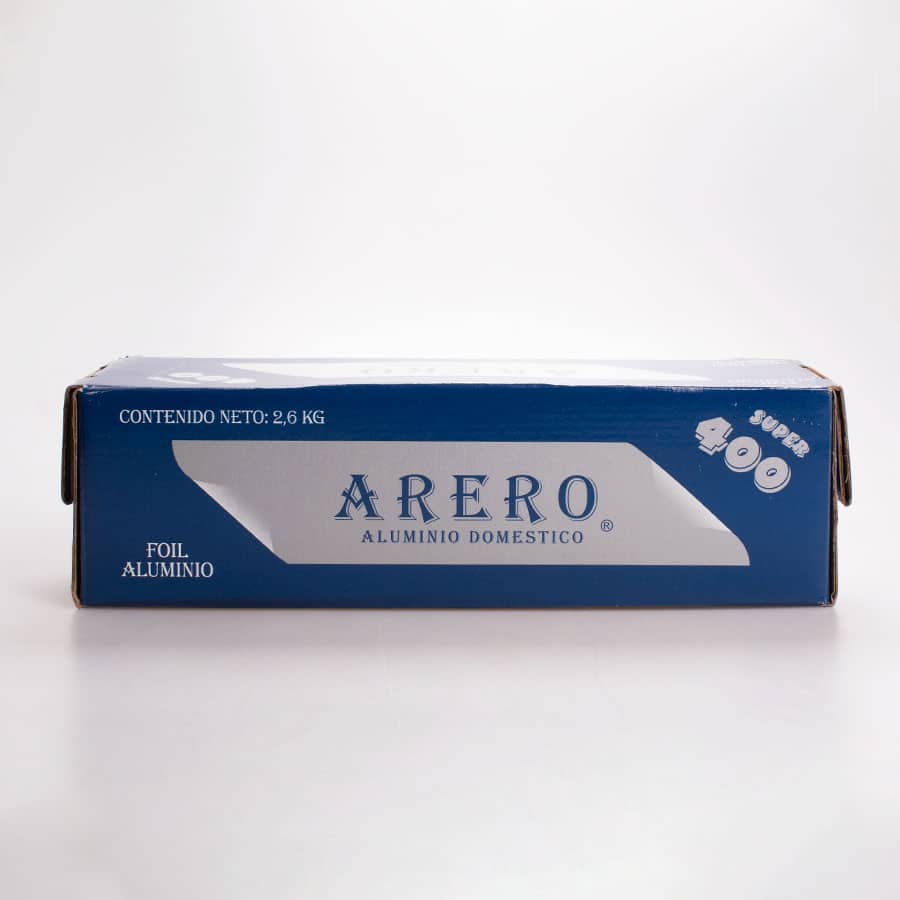 CONTENIDO NETO: 2,6 KG
SUPER
400
ARERO
®
ALUMINIO DOMESTICO
FOIL
ALUMINIO